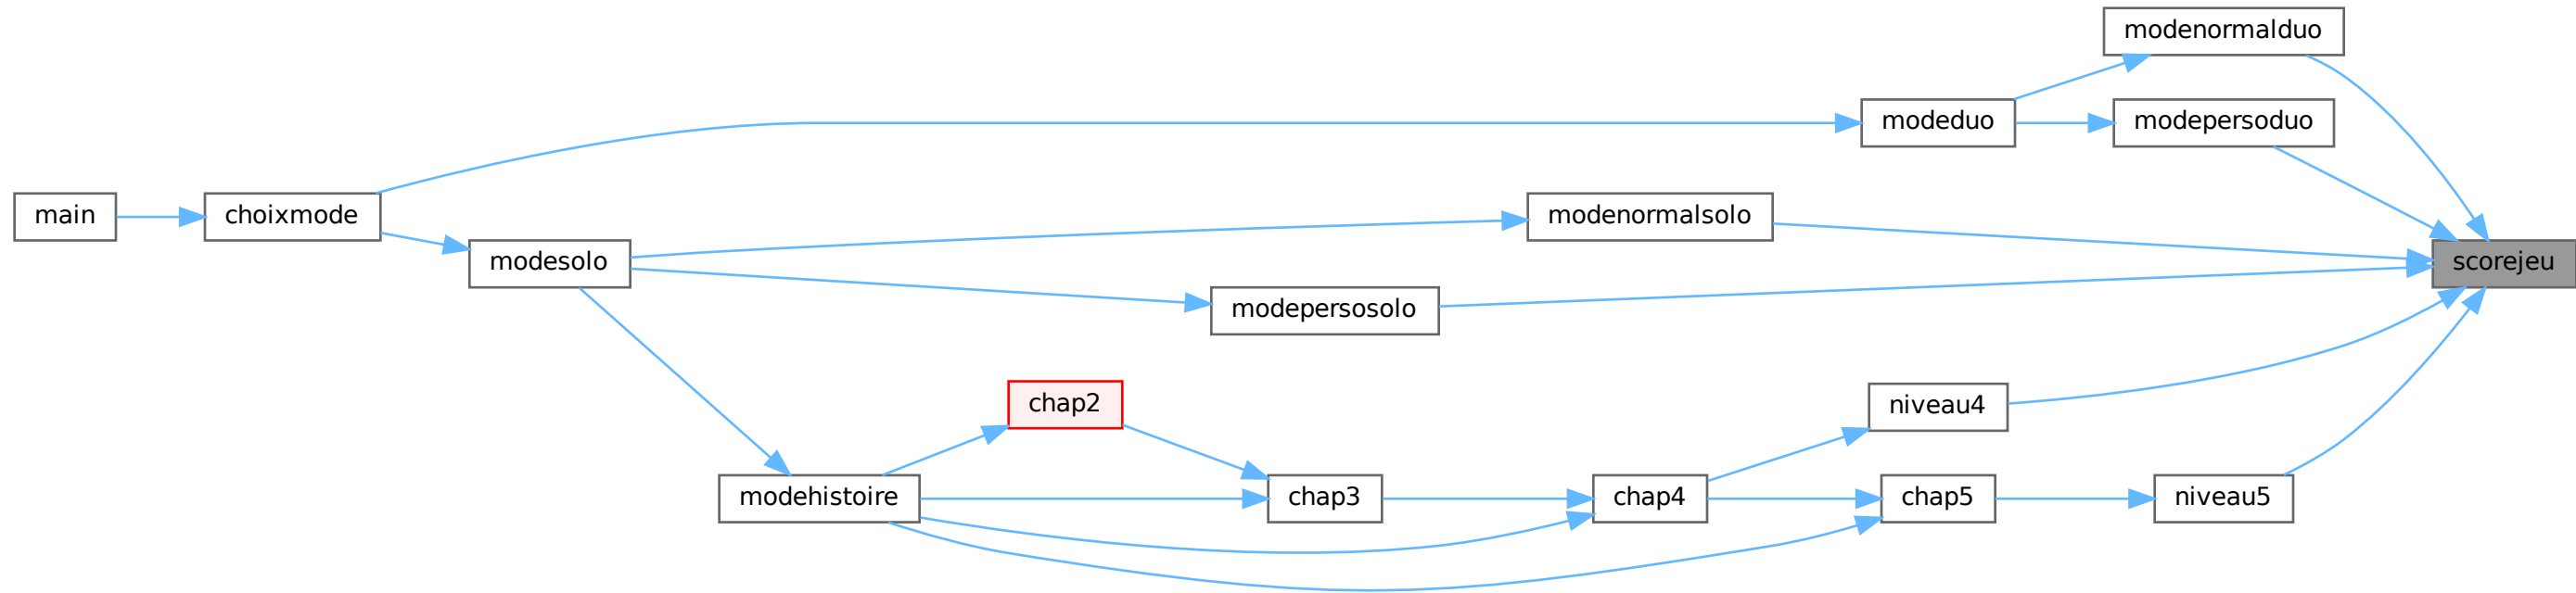 modenormalduo
modeduo
modepersoduo
main
choixmode
modenormalsolo
modesolo
scorejeu
modepersosolo
chap2
niveau4
modehistoire
chap3
chap4
chap5
niveau5